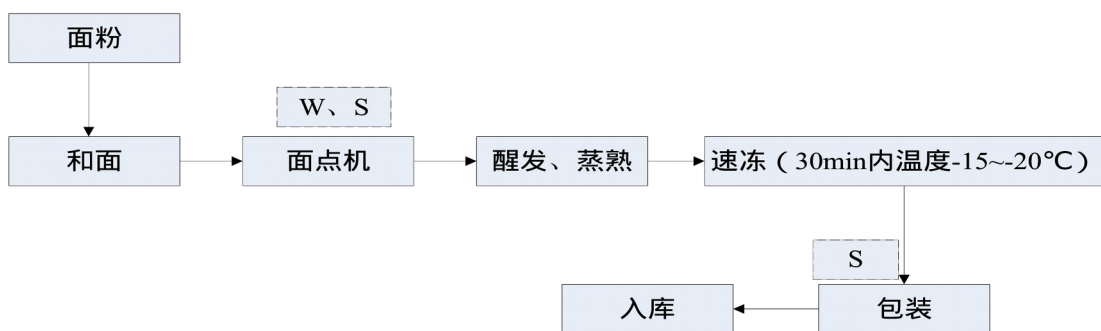 面粉
W、S
和面
面点机
醒发、蒸熟
速冻（30min内温度-15~-20℃）
S
入库
包装